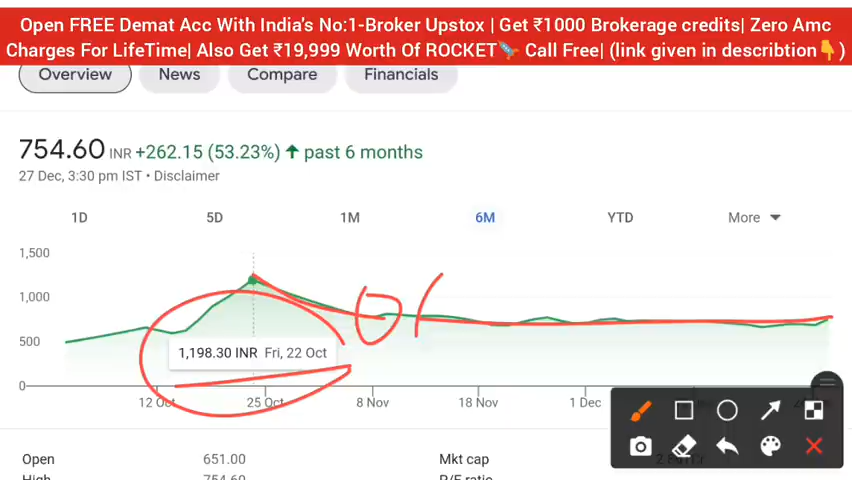 Open FREE Demat Acc With India's No:1-Broker Upstox | Get ₹1000 Brokerage credits| Zero Amc
Charges For LifeTime| Also Get ₹19,999 Worth Of ROCKET🚀 Call Free| (link given in describtion👇)
Overview News Compare Financials
754.60 INR +262.15 (53.23%) ↑ past 6 months
27 Dec, 3:30 pm IST • Disclaimer
1D 5D 1M 6M YTD More
1,500
1,000
500
1,198.30 INR Fri, 22 Oct
0
12 Oct 25 Oct 8 Nov 18 Nov 1 Dec
Open 651.00 Mkt cap
High 754.60 P/E ratio